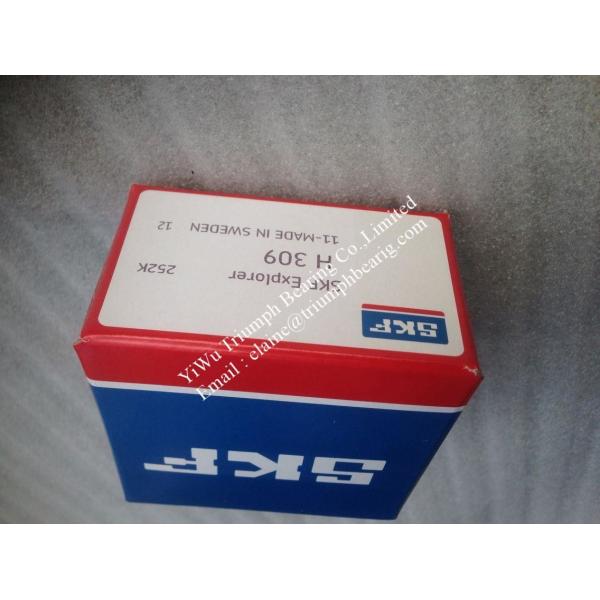 SKF
SKF Explorer
H 309
252K
11-MADE IN SWEDEN 12
SKF
YiWu Triumph Bearing Co.,Limited
Email : elaine@triumphbearig.com